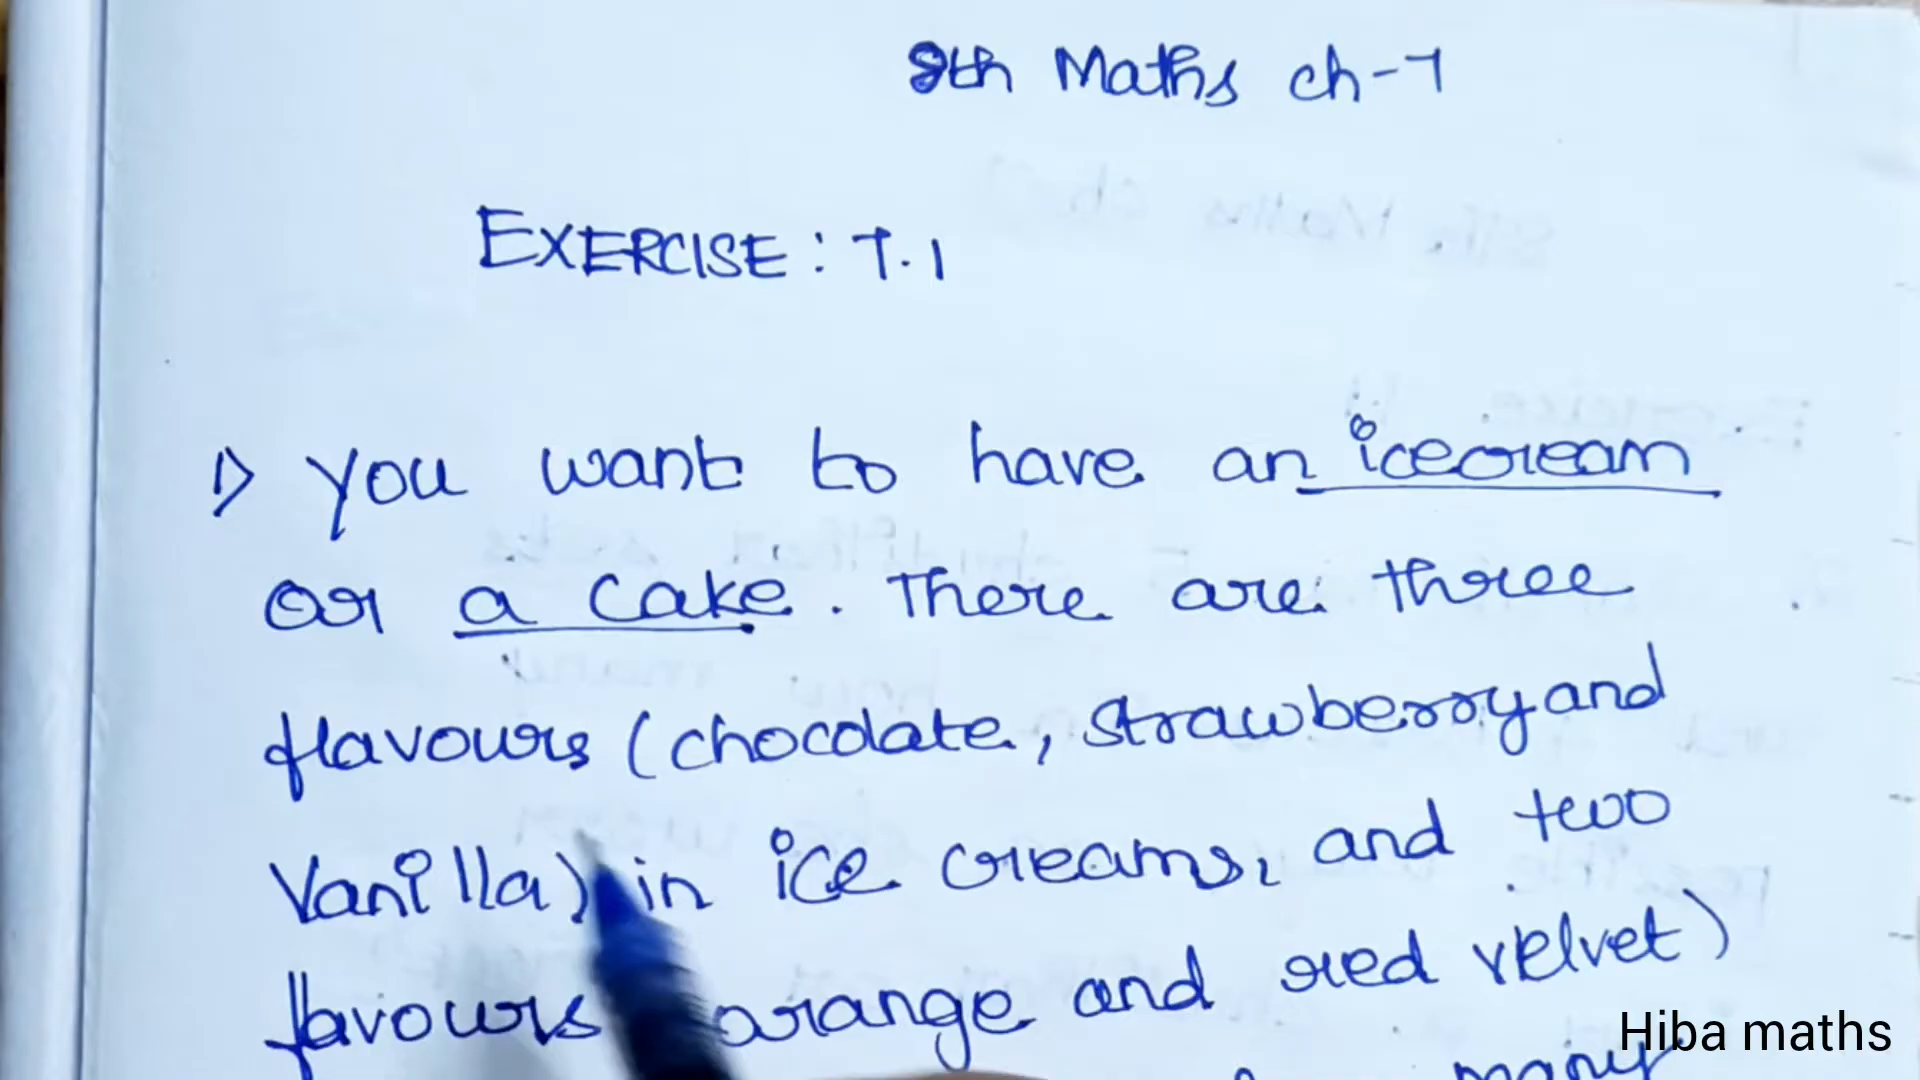 8th Maths ch-7
EXERCISE : 7.1
1) You want to have an icecream
or a cake. There are three
flavours (chocolate, strawberry and
Vanilla) in ice creams, and two
flavours orange and red velvet)
many
Hiba maths